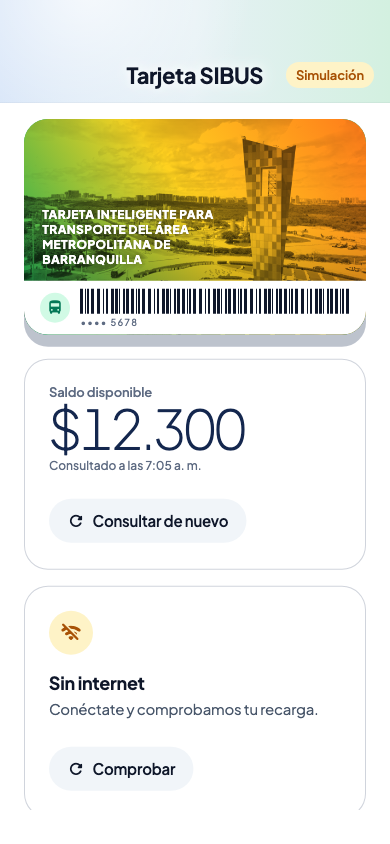 Tarjeta SIBUS
Simulación
TARJETA INTELIGENTE PARA
TRANSPORTE DEL ÁREA
METROPOLITANA DE
BARRANQUILLA
•••• 5678
Saldo disponible
$12.300
Consultado a las 7:05 a. m.
Consultar de nuevo
Sin internet
Conéctate y comprobamos tu recarga.
Comprobar